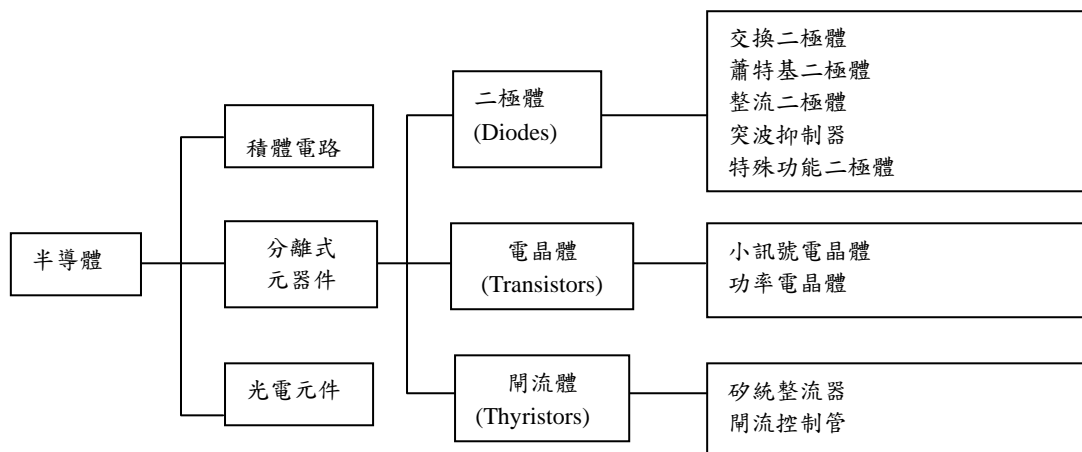 半導體
積體電路
分離式
元器件
光電元件
二極體
(Diodes)
電晶體
(Transistors)
閘流體
(Thyristors)
交換二極體
蕭特基二極體
整流二極體
突波抑制器
特殊功能二極體
小訊號電晶體
功率電晶體
矽統整流器
閘流控制管